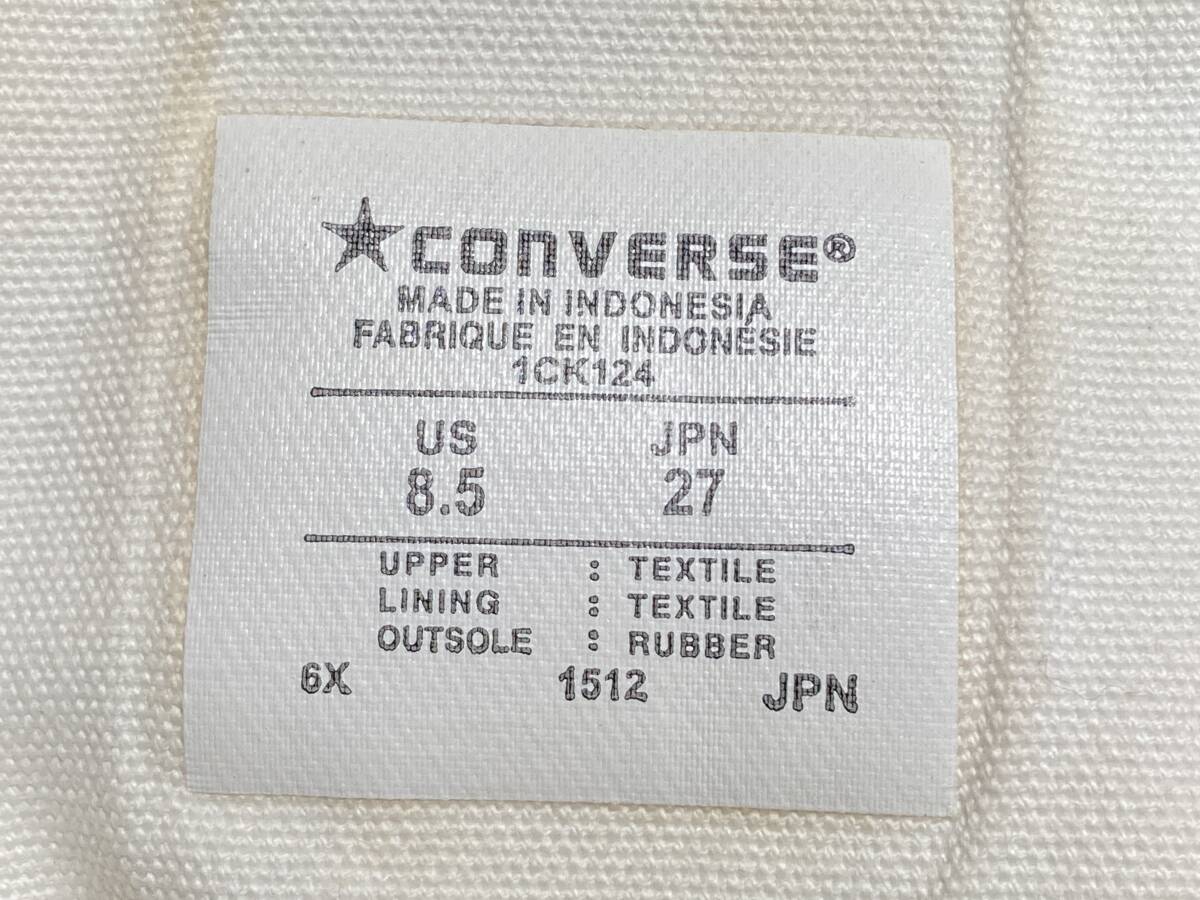 ★CONVERSE®
MADE IN INDONESIA
FABRIQUE EN INDONÉSIE
1CK124
US JPN
8.5 27
UPPER : TEXTILE
LINING : TEXTILE
OUTSOLE : RUBBER
6X 1512 JPN